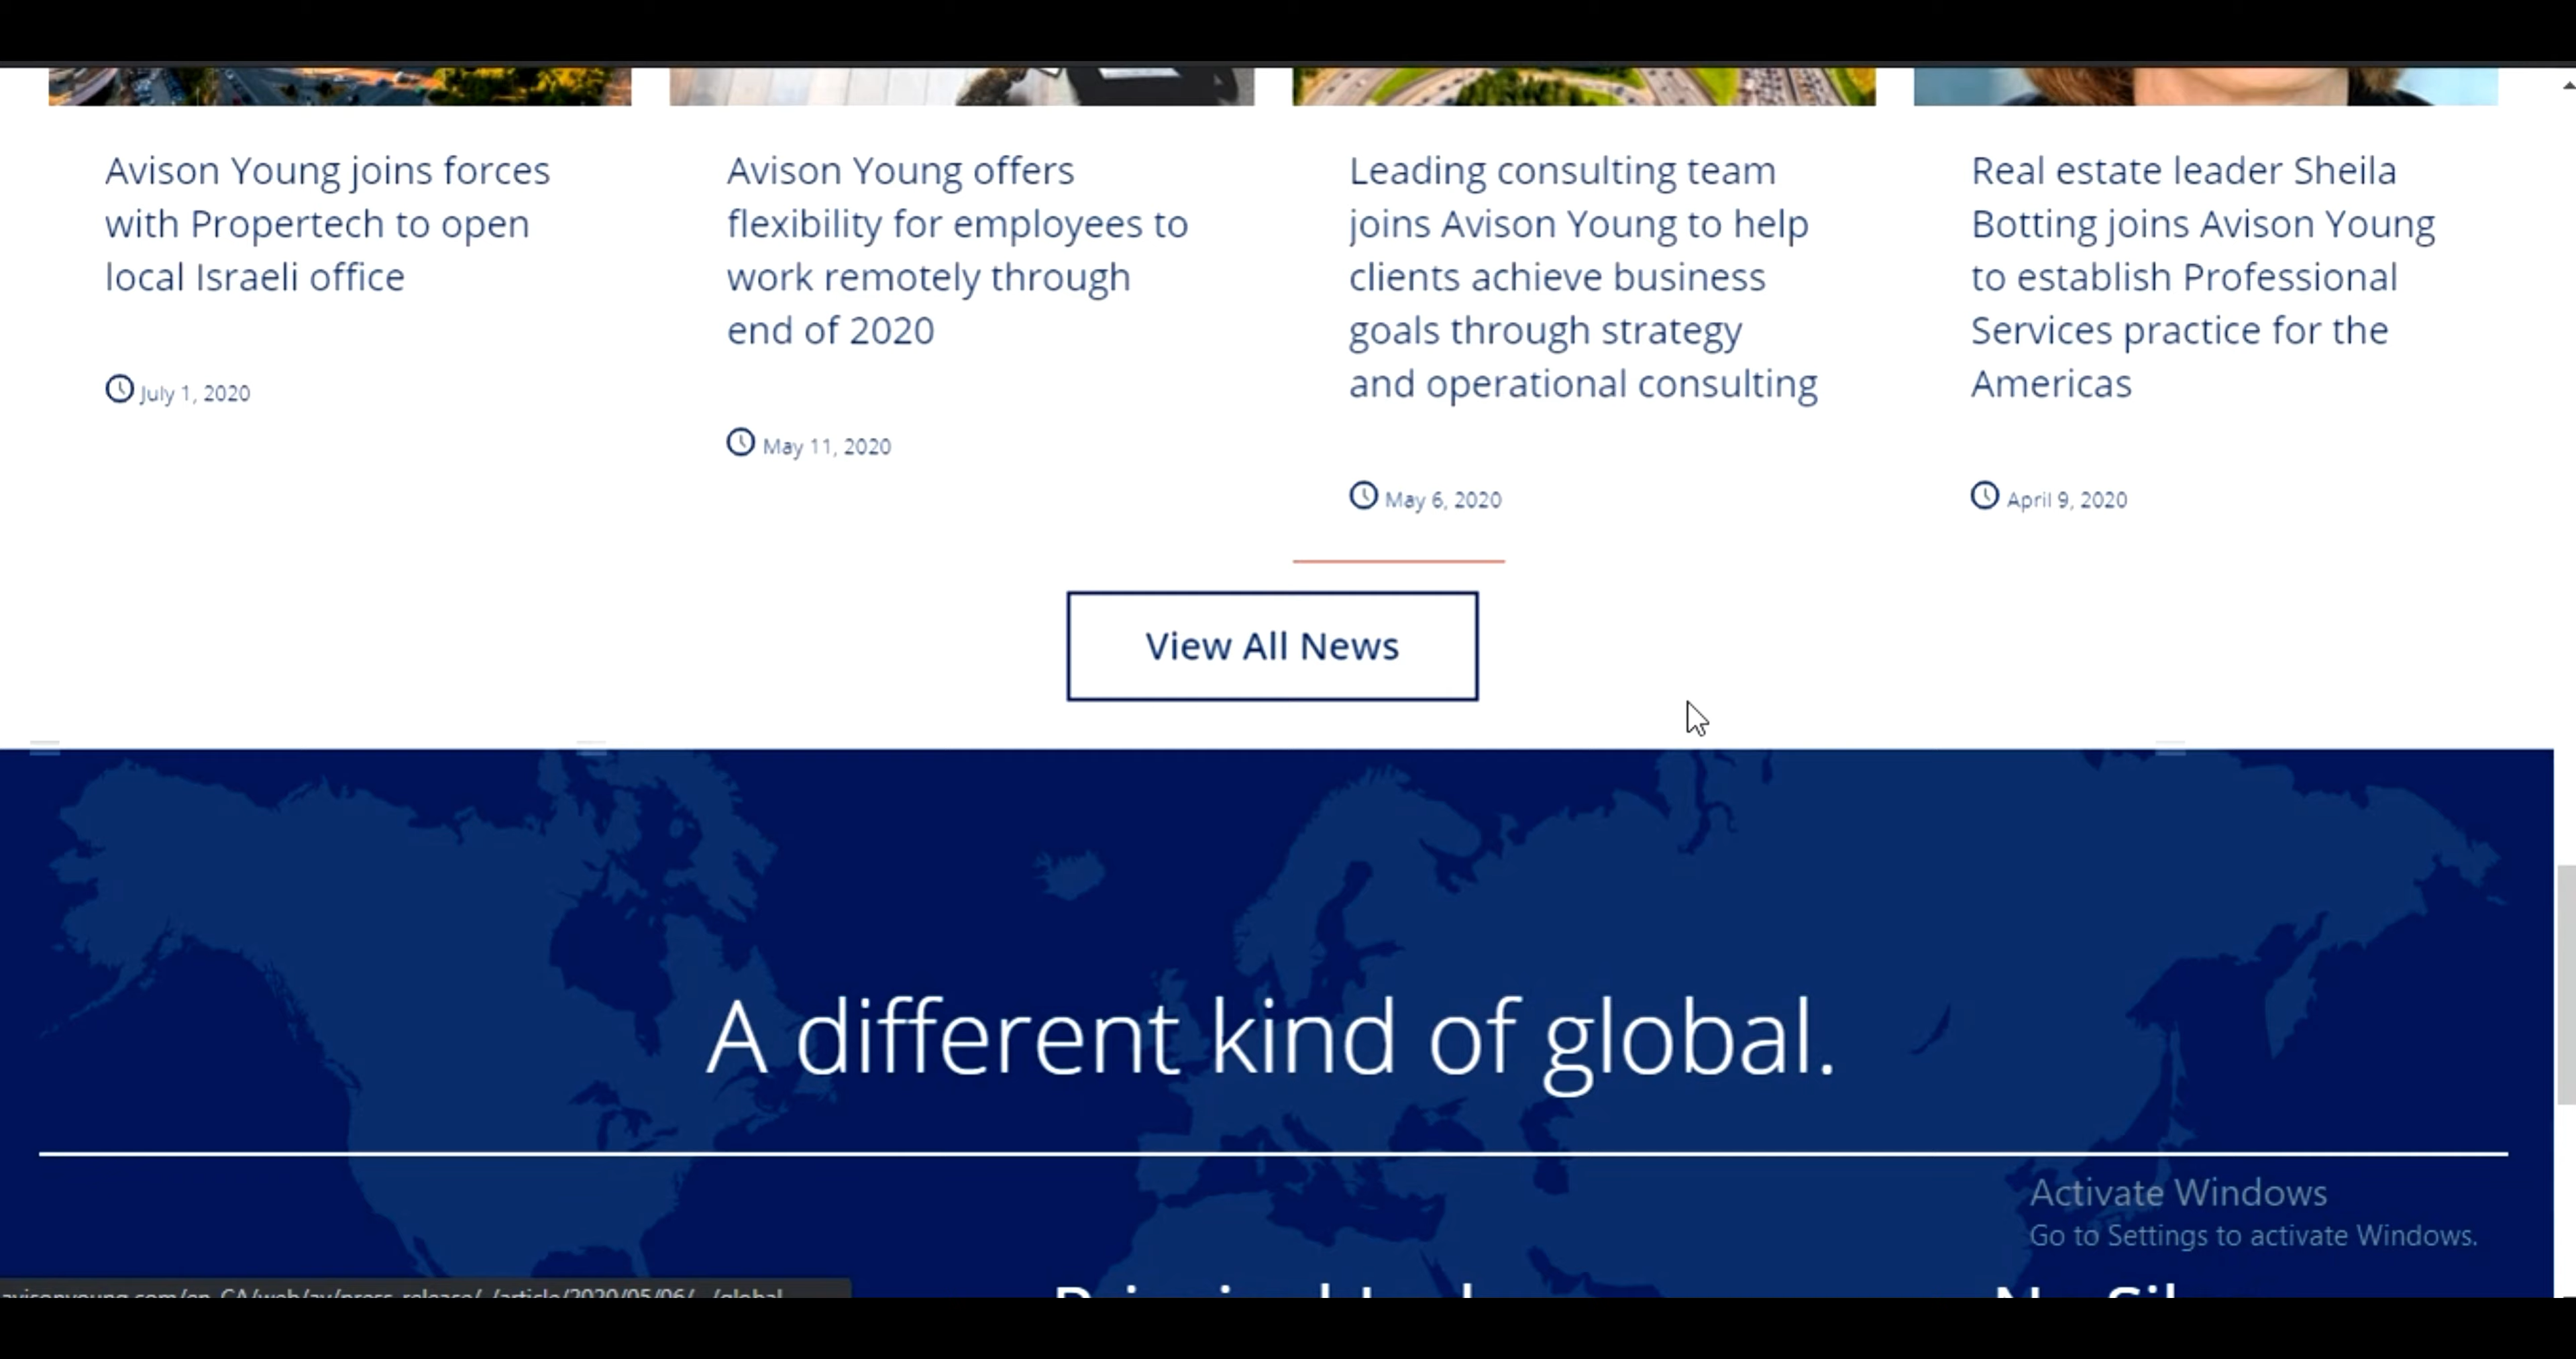 Avison Young joins forces
with Propertech to open
local Israeli office
July 1, 2020
Avison Young offers
flexibility for employees to
work remotely through
end of 2020
May 11, 2020
Leading consulting team
joins Avison Young to help
clients achieve business
goals through strategy
and operational consulting
May 6, 2020
Real estate leader Sheila
Botting joins Avison Young
to establish Professional
Services practice for the
Americas
April 9, 2020
View All News
A different kind of global.
Activate Windows
Go to Settings to activate Windows.